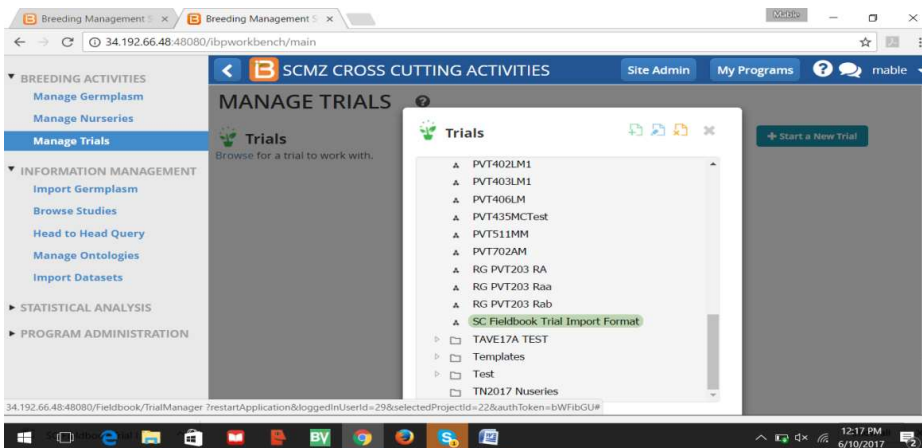 Breeding Management S
Breeding Management S
Mable
34.192.66.48:48080/ibpworkbench/main
BREEDING ACTIVITIES
Manage Germplasm
Manage Nurseries
Manage Trials
INFORMATION MANAGEMENT
Import Germplasm
Browse Studies
Head to Head Query
Manage Ontologies
Import Datasets
STATISTICAL ANALYSIS
PROGRAM ADMINISTRATION
SCMZ CROSS CUTTING ACTIVITIES
Site Admin
My Programs
mable
MANAGE TRIALS
Trials
Browse for a trial to work with.
+ Start a New Trial
Trials
PVT402LM1
PVT403LM1
PVT406LM
PVT435MCTest
PVT511MM
PVT702AM
RG PVT203 RA
RG PVT203 Raa
RG PVT203 Rab
SC Fieldbook Trial Import Format
TAVE17A TEST
Templates
Test
TN2017 Nuseries
34.192.66.48:48080/Fieldbook/TrialManager ?restartApplication&loggedInUserId=29&selectedProjectId=22&authToken=bWFibGU#
BV
12:17 PM
6/10/2017